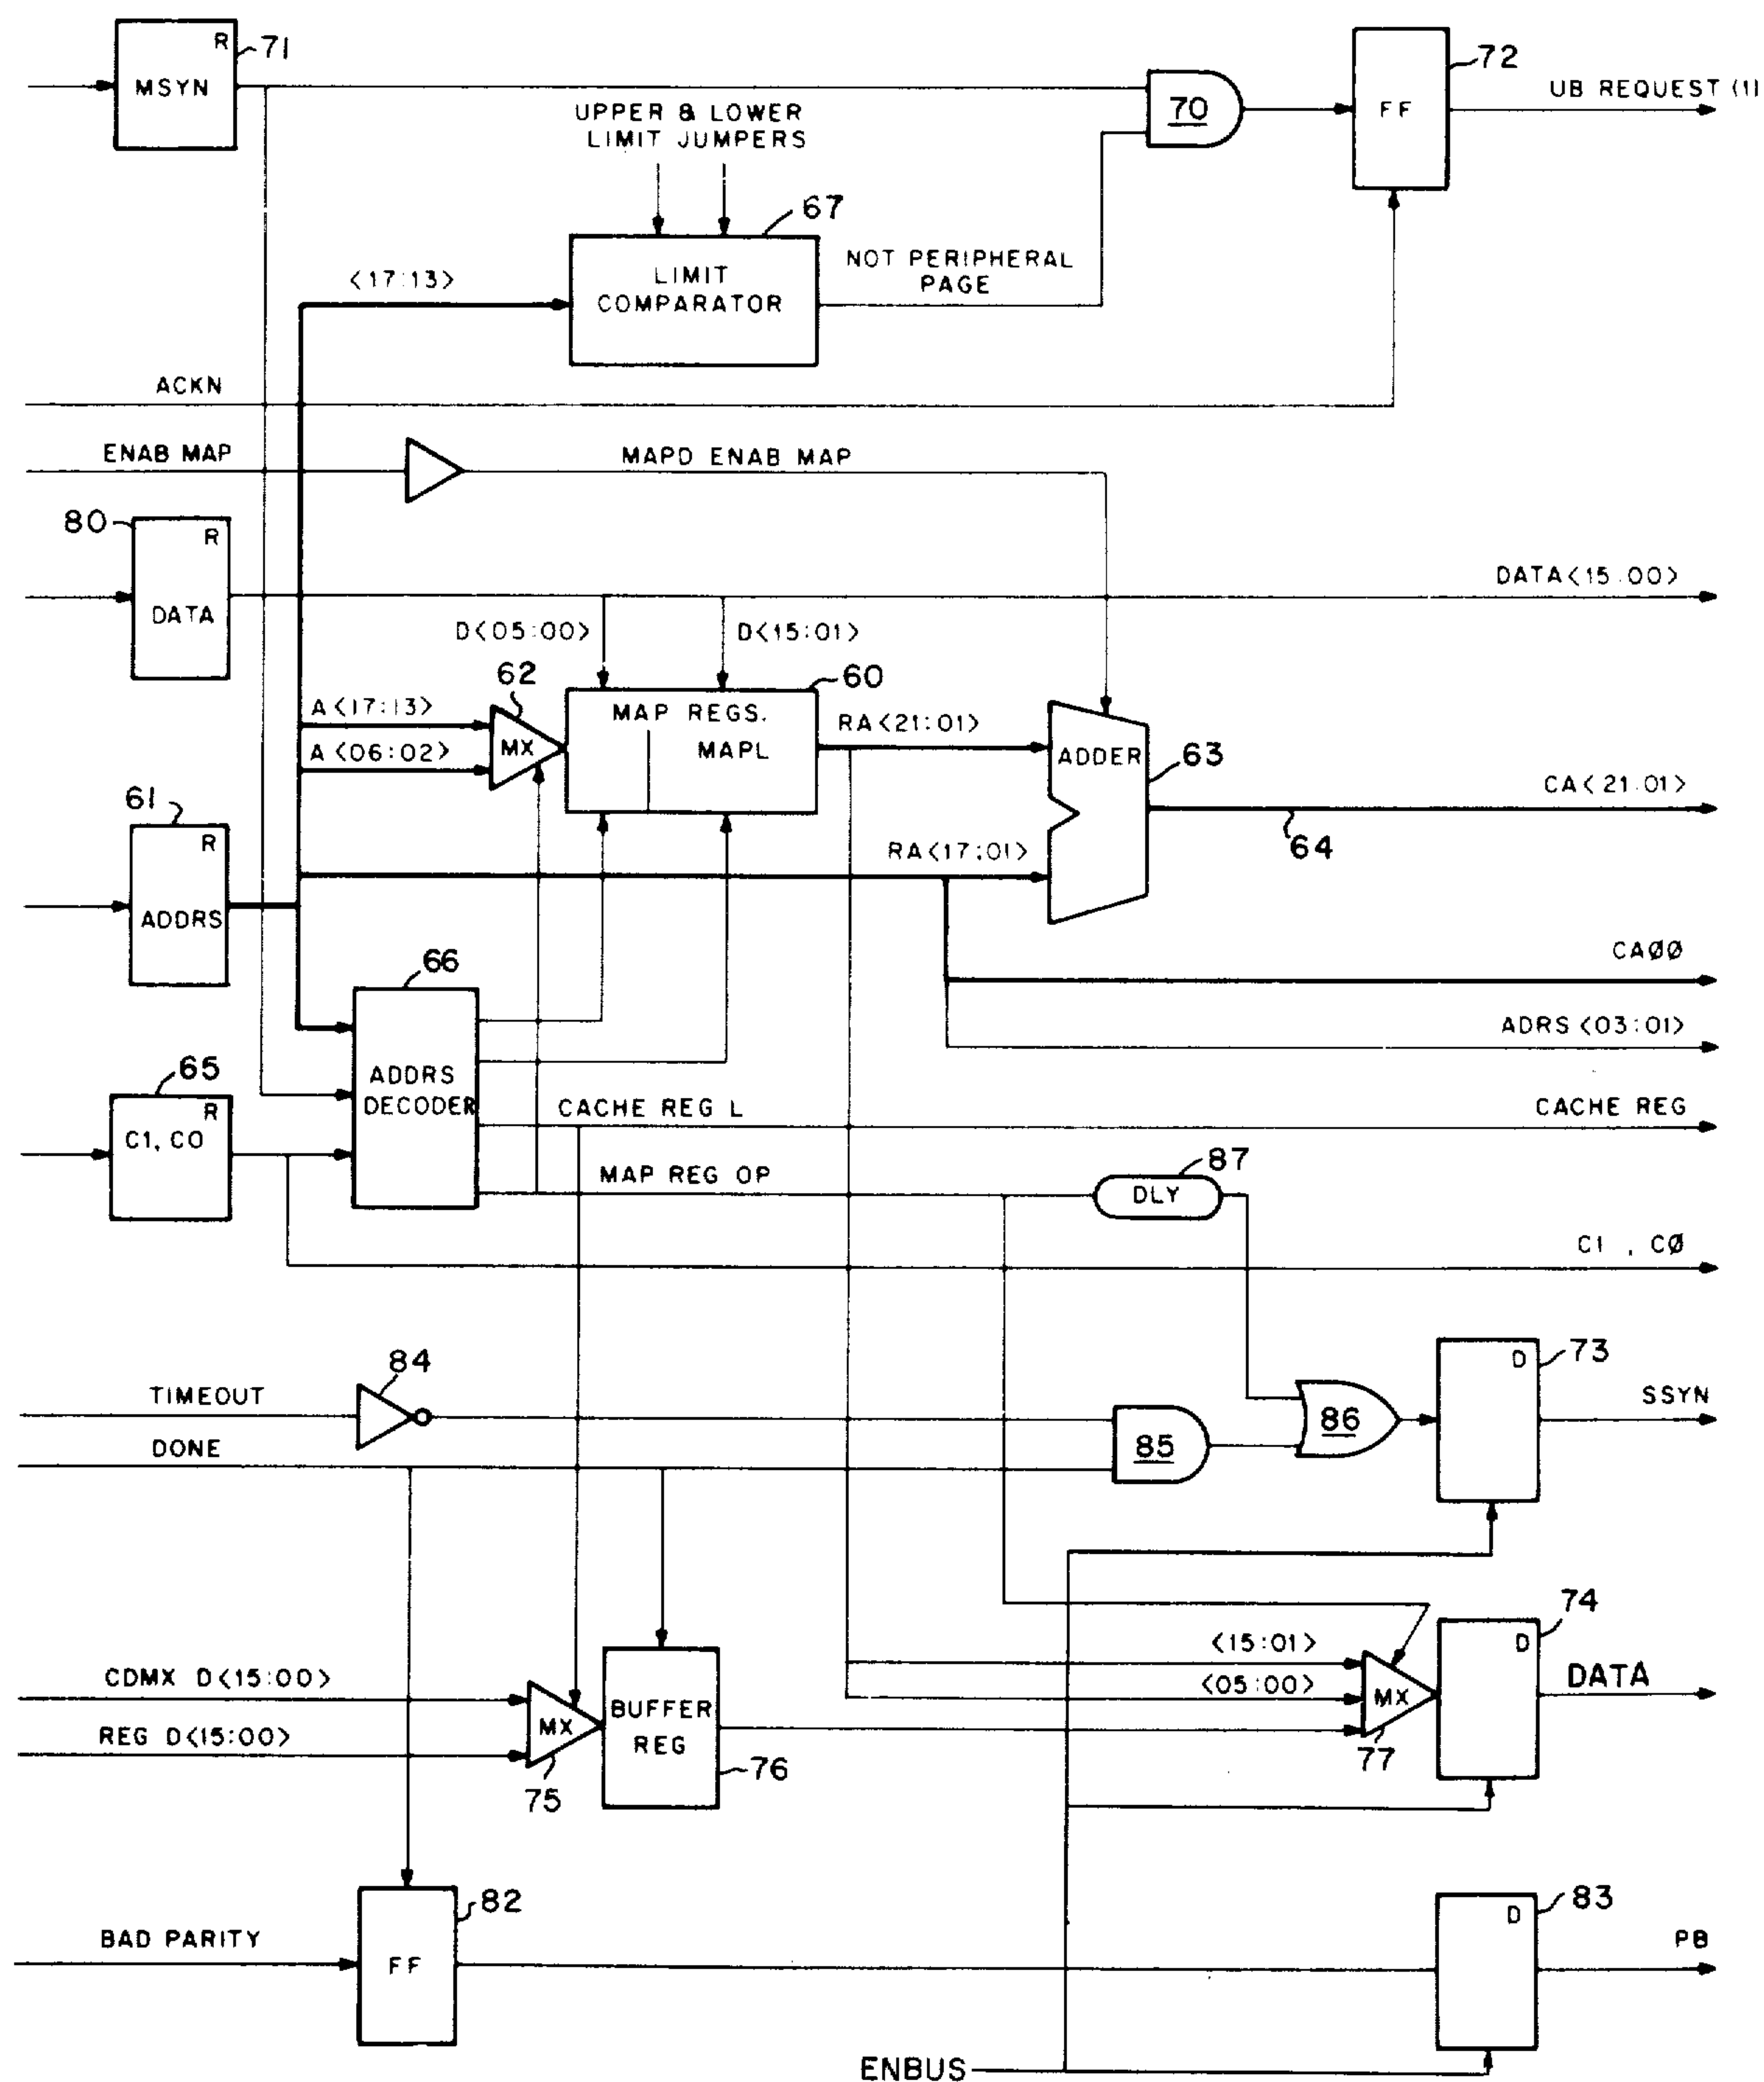 R
71
MSYN
72
FF
UB REQUEST (1)
70
UPPER & LOWER
LIMIT JUMPERS
67
LIMIT
COMPARATOR
<17:13>
NOT PERIPHERAL
PAGE
ACKN
ENAB MAP
MAPD ENAB MAP
80
R
DATA
DATA<15:00>
D<05:00>
D<15:01>
62
60
A<17:13>
A<06:02>
MX
MAP REGS.
MAPL
RA<21:01>
ADDER
63
CA<21:01>
64
61
R
ADDRS
RA<17:01>
CAØØ
66
ADRS<03:01>
65
R
C1, CO
ADDRS
DECODER
CACHE REG L
CACHE REG
MAP REG OP
87
DLY
C1 , CØ
84
TIMEOUT
DONE
85
86
D
73
SSYN
74
D
<15:01>
<05:00>
MX
77
DATA
CDMX D<15:00>
REG D<15:00>
MX
75
BUFFER
REG
76
82
BAD PARITY
FF
D
83
PB
ENBUS